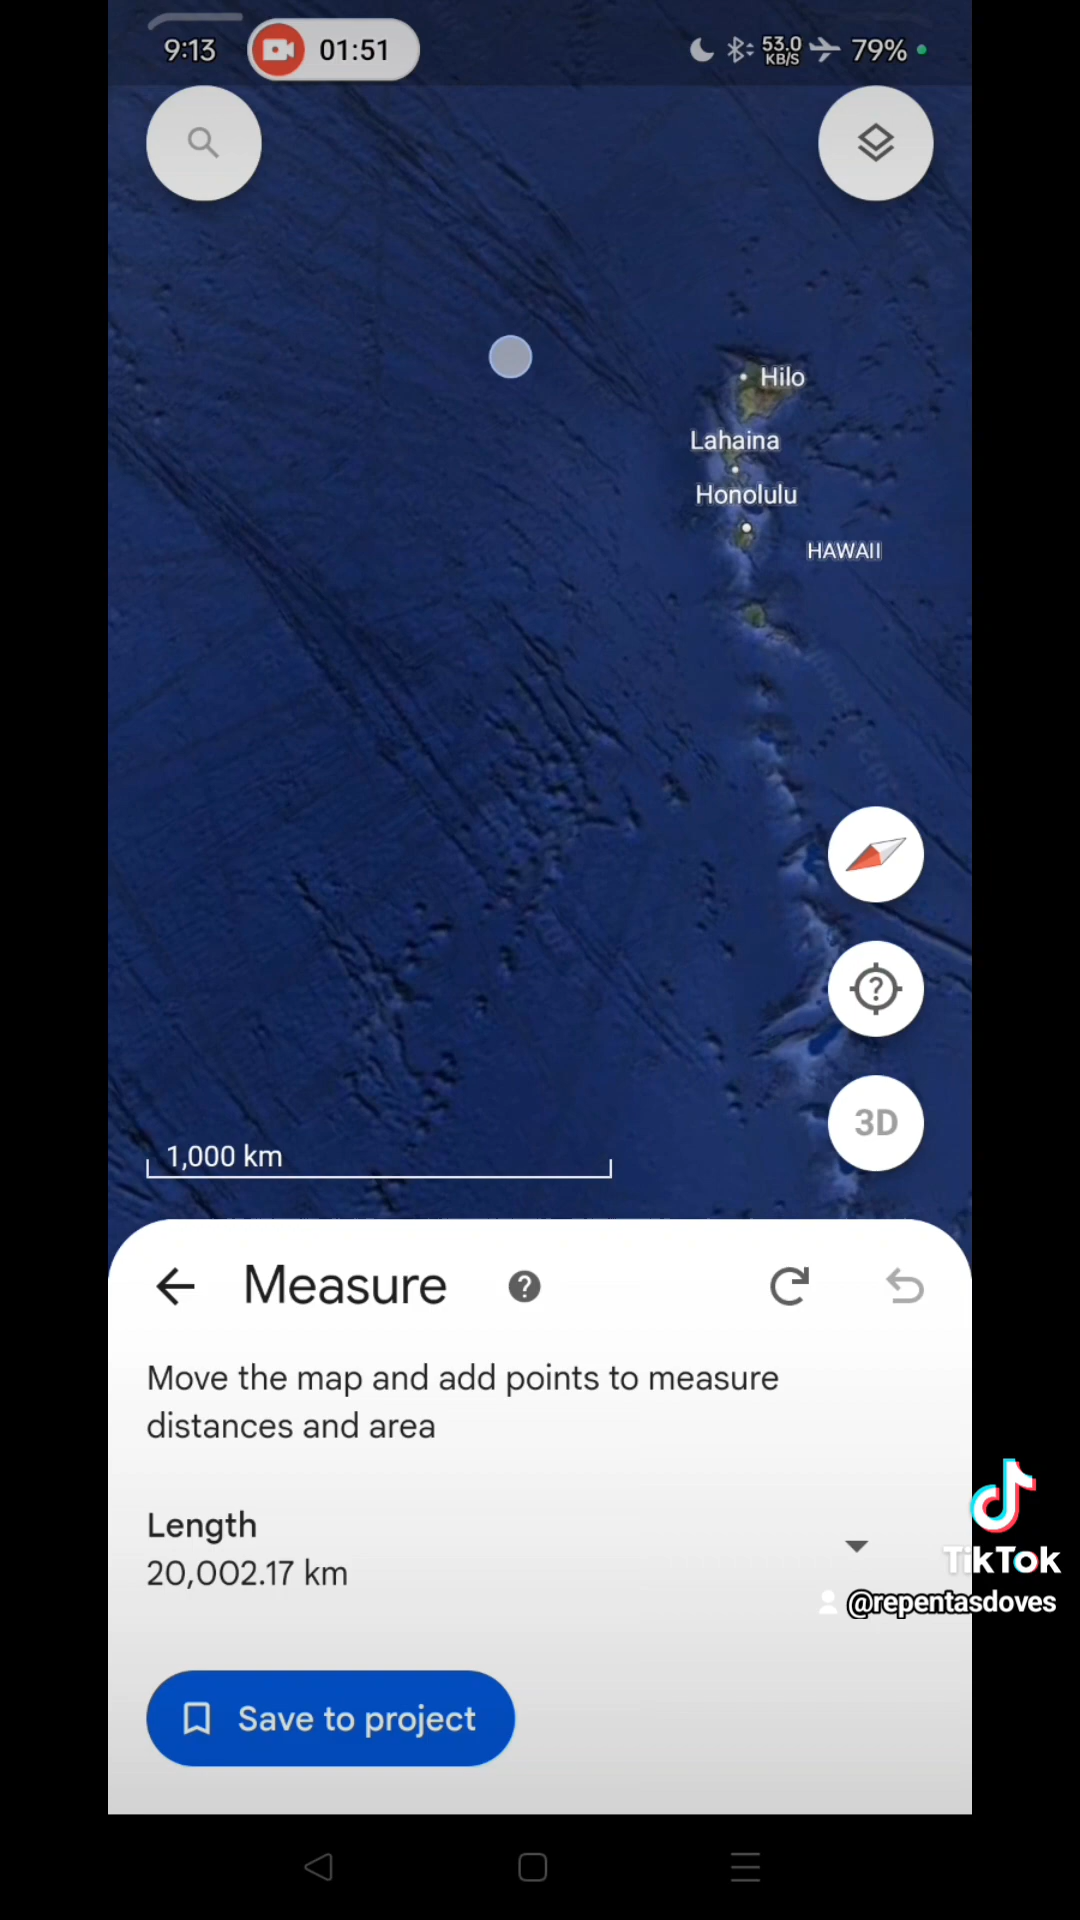 9:13
01:51
53.0
KB/S
79%
Hilo
Lahaina
Honolulu
HAWAII
3D
1,000 km
Measure
Move the map and add points to measure
distances and area
Length
20,002.17 km
TikTok
@repentasdoves
Save to project